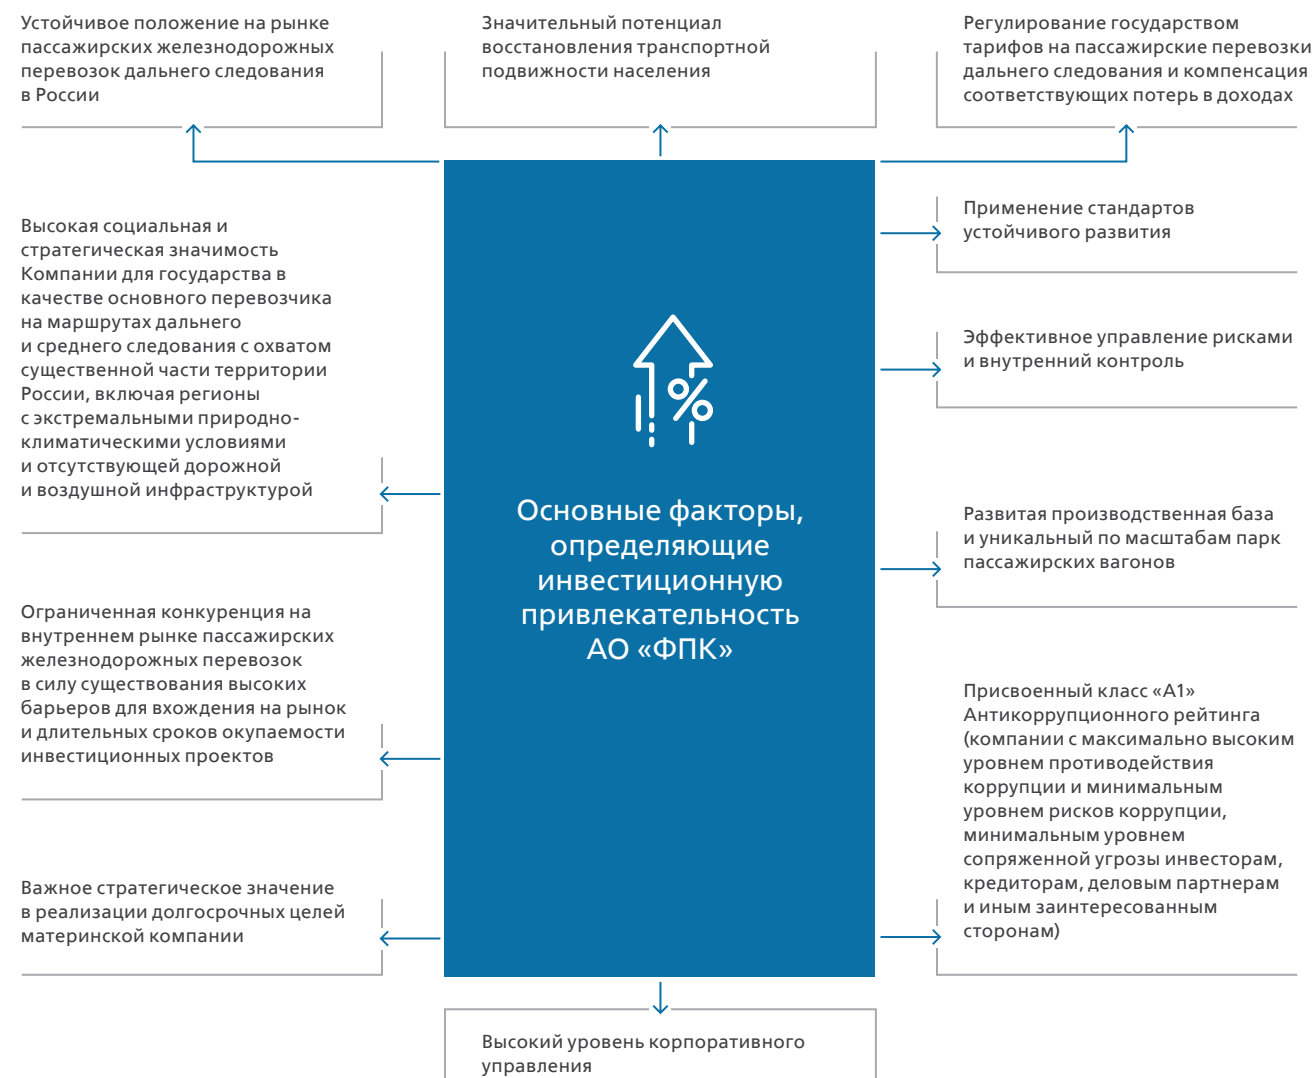 Устойчивое положение на рынке
пассажирских железнодорожных
перевозок дальнего следования
в России
Значительный потенциал
восстановления транспортной
подвижности населения
Регулирование государством
тарифов на пассажирские перевозки
дальнего следования и компенсация
соответствующих потерь в доходах
Высокая социальная и
стратегическая значимость
Компании для государства в
качестве основного перевозчика
на маршрутах дальнего
и среднего следования с охватом
существенной части территории
России, включая регионы
с экстремальными природно-
климатическими условиями
и отсутствующей дорожной
и воздушной инфраструктурой
Ограниченная конкуренция на
внутреннем рынке пассажирских
железнодорожных перевозок
в силу существования высоких
барьеров для вхождения на рынок
и длительных сроков окупаемости
инвестиционных проектов
Важное стратегическое значение
в реализации долгосрочных целей
материнской компании
%
Основные факторы,
определяющие
инвестиционную
привлекательность
АО «ФПК»
Применение стандартов
устойчивого развития
Эффективное управление рисками
и внутренний контроль
Развитая производственная база
и уникальный по масштабам парк
пассажирских вагонов
Присвоенный класс «А1»
Антикоррупционного рейтинга
(компании с максимально высоким
уровнем противодействия
коррупции и минимальным
уровнем рисков коррупции,
минимальным уровнем
сопряженной угрозы инвесторам,
кредиторам, деловым партнерам
и иным заинтересованным
сторонам)
Высокий уровень корпоративного
управления